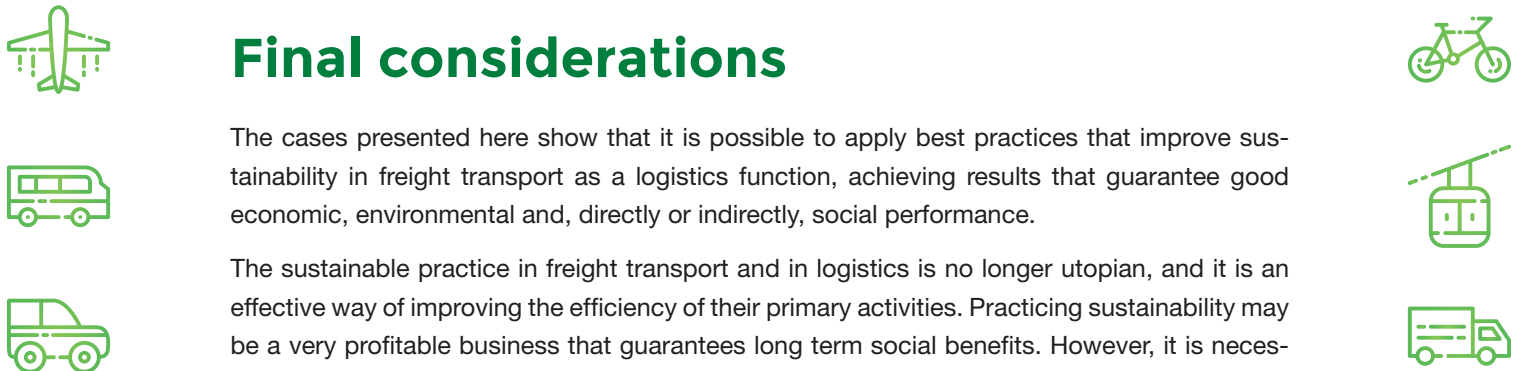 Final considerations
The cases presented here show that it is possible to apply best practices that improve sus-
tainability in freight transport as a logistics function, achieving results that guarantee good
economic, environmental and, directly or indirectly, social performance.
The sustainable practice in freight transport and in logistics is no longer utopian, and it is an
effective way of improving the efficiency of their primary activities. Practicing sustainability may
be a very profitable business that guarantees long term social benefits. However, it is neces-